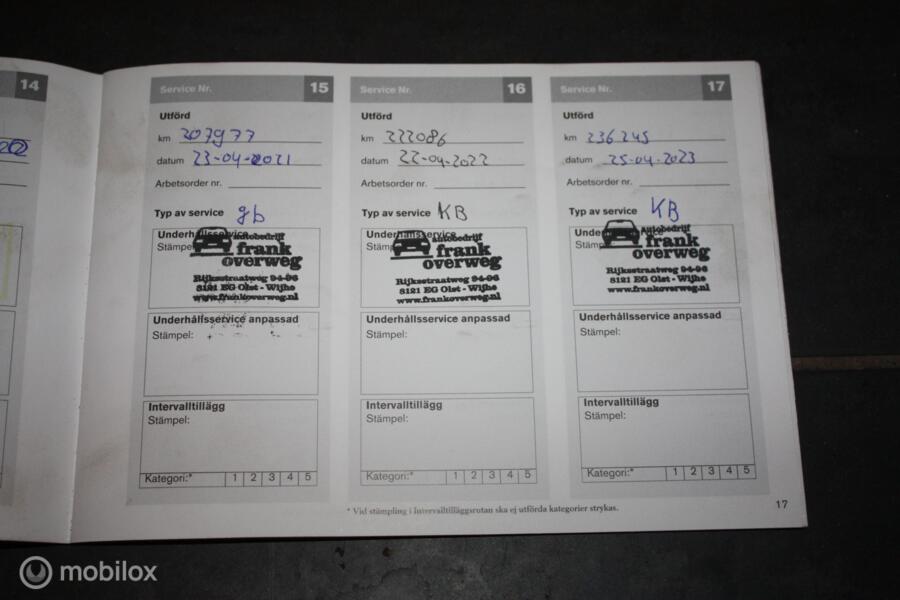 14
Service Nr. 15
Utförd
km 207977
datum 23-04-2021
Arbetsorder nr.
Typ av service gb
Underhållsservice
Stämpel:
Autobedrijf
frank
overweg
Rijksstraatweg 94-96
8121 EG Olst - Wijhe
www.frankoverweg.nl
Underhållsservice anpassad
Stämpel:
Intervalltillägg
Stämpel:
Kategori:* 1 2 3 4 5
Service Nr. 16
Utförd
km 222086
datum 22-04-2022
Arbetsorder nr.
Typ av service KB
Underhållsservice
Stämpel:
Autobedrijf
frank
overweg
Rijksstraatweg 94-96
8121 EG Olst - Wijhe
www.frankoverweg.nl
Underhållsservice anpassad
Stämpel:
Intervalltillägg
Stämpel:
Kategori:* 1 2 3 4 5
Service Nr. 17
Utförd
km 236245
datum 25-04-2023
Arbetsorder nr.
Typ av service KB
Underhållsservice
Stämpel:
Autobedrijf
frank
overweg
Rijksstraatweg 94-96
8121 EG Olst - Wijhe
www.frankoverweg.nl
Underhållsservice anpassad
Stämpel:
Intervalltillägg
Stämpel:
Kategori:* 1 2 3 4 5
* Vid stämpling i Intervalltilläggsrutan ska ej utförda kategorier strykas.
17
mobilox